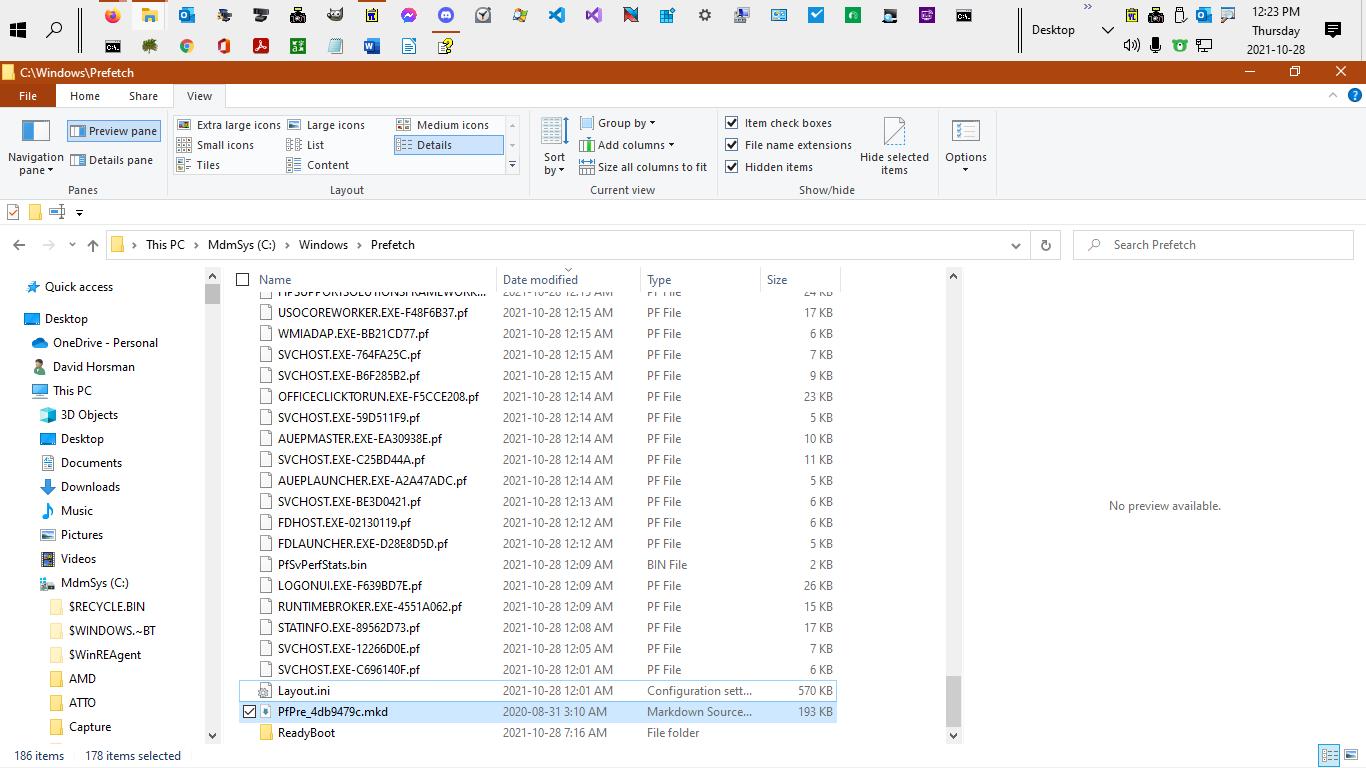 12:23 PM
Desktop
Thursday
2021-10-28
C:\Windows\Prefetch
File Home Share View
Preview pane
Extra large icons Large icons Medium icons
Small icons List Details
Tiles Content
Navigation pane
Details pane
Sort by
Group by
Add columns
Size all columns to fit
Item check boxes
File name extensions
Hidden items
Hide selected items
Options
Panes Layout Current view Show/hide
This PC MdmSys (C:) Windows Prefetch
Search Prefetch
Quick access
Desktop
OneDrive - Personal
David Horsman
This PC
3D Objects
Desktop
Documents
Downloads
Music
Pictures
Videos
MdmSys (C:)
$RECYCLE.BIN
$WINDOWS.~BT
$WinREAgent
AMD
ATTO
Capture
Name Date modified Type Size
2021-10-28 12:15 AM PF File 24 KB
USOCOREWORKER.EXE-F48F6B37.pf 2021-10-28 12:15 AM PF File 17 KB
WMIADAP.EXE-BB21CD77.pf 2021-10-28 12:15 AM PF File 6 KB
SVCHOST.EXE-764FA25C.pf 2021-10-28 12:15 AM PF File 7 KB
SVCHOST.EXE-B6F285B2.pf 2021-10-28 12:15 AM PF File 9 KB
OFFICECLICKTORUN.EXE-F5CCE208.pf 2021-10-28 12:14 AM PF File 23 KB
SVCHOST.EXE-59D511F9.pf 2021-10-28 12:14 AM PF File 5 KB
AUEPMASTER.EXE-EA30938E.pf 2021-10-28 12:14 AM PF File 10 KB
SVCHOST.EXE-C25BD44A.pf 2021-10-28 12:14 AM PF File 11 KB
AUEPLAUNCHER.EXE-A2A47ADC.pf 2021-10-28 12:14 AM PF File 5 KB
SVCHOST.EXE-BE3D0421.pf 2021-10-28 12:13 AM PF File 6 KB
FDHOST.EXE-02130119.pf 2021-10-28 12:12 AM PF File 6 KB
FDLAUNCHER.EXE-D28E8D5D.pf 2021-10-28 12:12 AM PF File 5 KB
PfSvPerfStats.bin 2021-10-28 12:09 AM BIN File 2 KB
LOGONUI.EXE-F639BD7E.pf 2021-10-28 12:09 AM PF File 26 KB
RUNTIMEBROKER.EXE-4551A062.pf 2021-10-28 12:09 AM PF File 15 KB
STATINFO.EXE-89562D73.pf 2021-10-28 12:08 AM PF File 17 KB
SVCHOST.EXE-12266D0E.pf 2021-10-28 12:05 AM PF File 7 KB
SVCHOST.EXE-C696140F.pf 2021-10-28 12:01 AM PF File 6 KB
Layout.ini 2021-10-28 12:01 AM Configuration sett... 570 KB
PfPre_4db9479c.mkd 2020-08-31 3:10 AM Markdown Source... 193 KB
ReadyBoot 2021-10-28 7:16 AM File folder
No preview available.
186 items 178 items selected